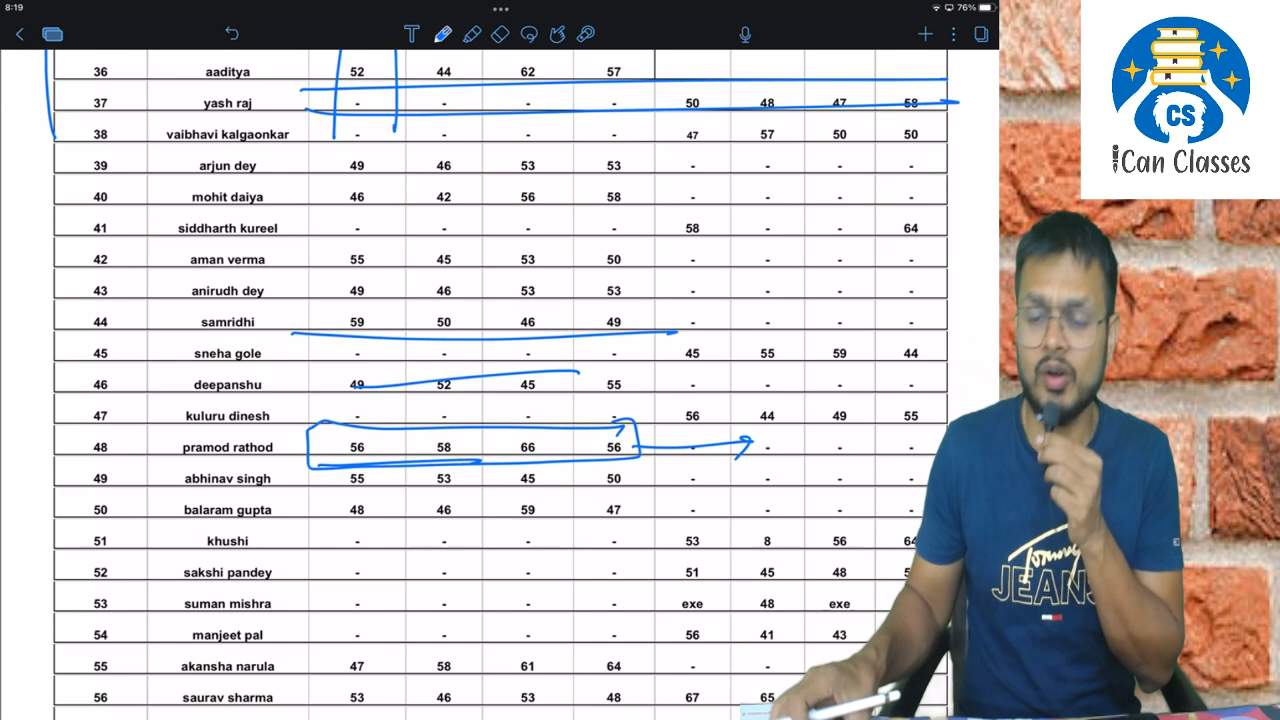 8:19
76%
36 aaditya 52 44 62 57
37 yash raj - - - - 50 48 47 58
38 vaibhavi kalgaonkar - - - - 47 57 50 50
39 arjun dey 49 46 53 53 - - - -
40 mohit daiya 46 42 56 58 - - - -
41 siddharth kureel - - - - 58 - - 64
42 aman verma 55 45 53 50 - - - -
43 anirudh dey 49 46 53 53 - - - -
44 samridhi 59 50 46 49 - - - -
45 sneha gole - - - - 45 55 59 44
46 deepanshu 49 52 45 55 - - - -
47 kuluru dinesh - - - - 56 44 49 55
48 pramod rathod 56 58 66 56 - - - -
49 abhinav singh 55 53 45 50 - - - -
50 balaram gupta 48 46 59 47 - - - -
51 khushi - - - - 53 8 56
52 sakshi pandey - - - - 51 45 48
53 suman mishra - - - - exe 48 exe
54 manjeet pal - - - - 56 41 43
55 akansha narula 47 58 61 64 - -
56 saurav sharma 53 46 53 48 67 65
CS
iCan Classes
JEANS